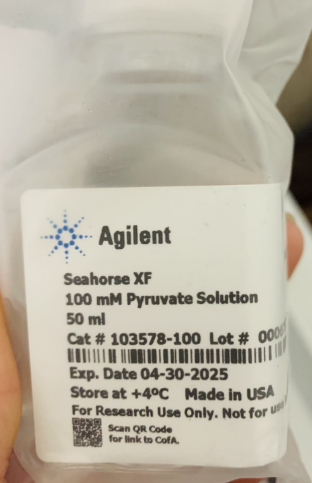 Agilent
Seahorse XF
100 mM Pyruvate Solution
50 ml
Cat # 103578-100 Lot #
Exp. Date 04-30-2025
Store at +4ºC Made in USA
For Research Use Only. Not for
Scan QR Code
for link to CofA.